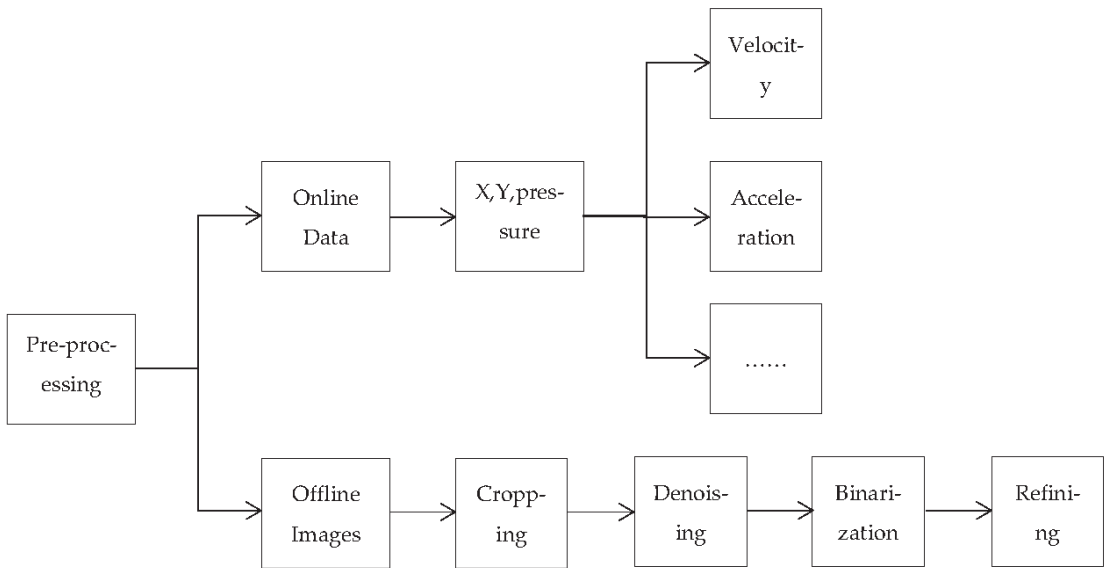 Velocit-
y
Online
Data
X,Y,pres-
sure
Accele-
ration
Pre-proc-
essing
……
Offline
Images
Cropp-
ing
Denois-
ing
Binari-
zation
Refini-
ng